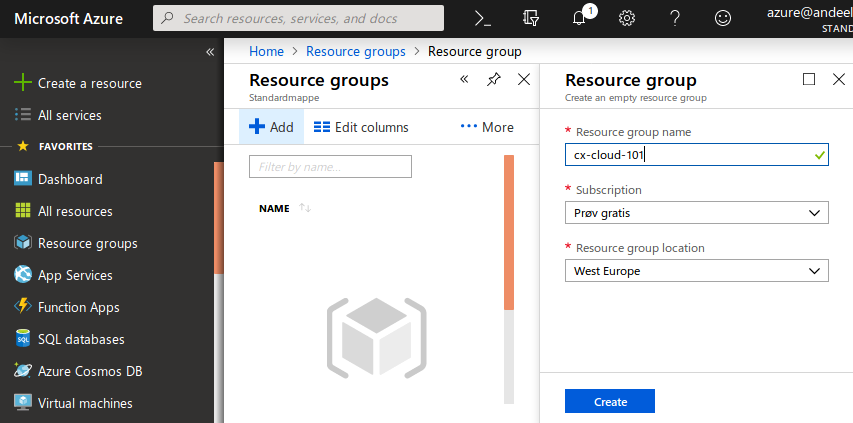 Microsoft Azure
Search resources, services, and docs
1
azure@andeel
STAND
Create a resource
All services
FAVORITES
Dashboard
All resources
Resource groups
App Services
Function Apps
SQL databases
Azure Cosmos DB
Virtual machines
Home > Resource groups > Resource group
Resource groups
Standardmappe
Add
Edit columns
More
Filter by name...
NAME
Resource group
Create an empty resource group
* Resource group name
cx-cloud-101
* Subscription
Prøv gratis
* Resource group location
West Europe
Create